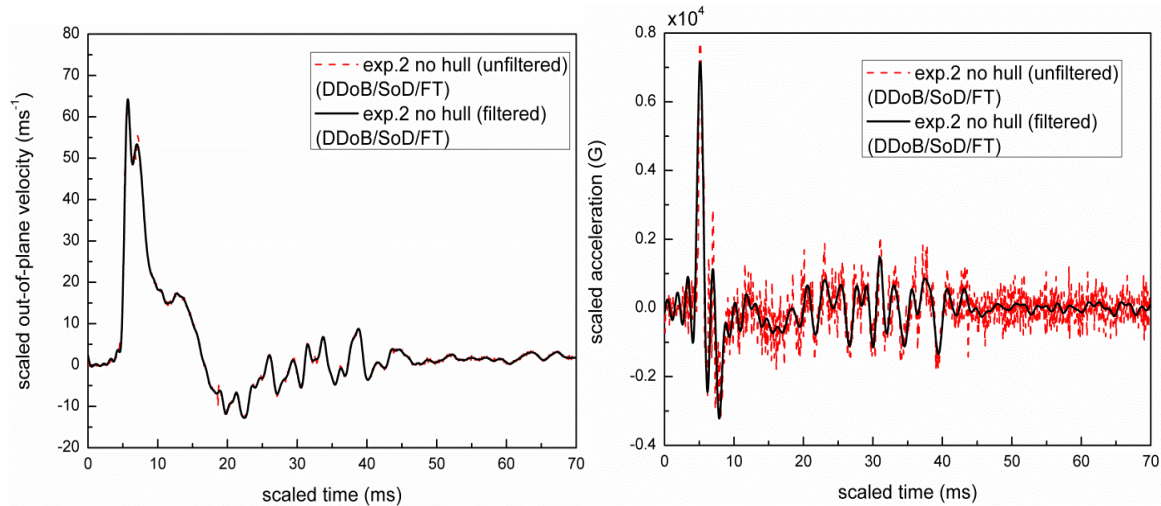 80
70
60
50
40
30
20
10
0
-10
-20
scaled out-of-plane velocity (ms⁻¹)
exp.2 no hull (unfiltered)
(DDoB/SoD/FT)
exp.2 no hull (filtered)
(DDoB/SoD/FT)
0 10 20 30 40 50 60 70
scaled time (ms)
x10⁴
0.8
0.6
0.4
0.2
0.0
-0.2
-0.4
scaled acceleration (G)
exp.2 no hull (unfiltered)
(DDoB/SoD/FT)
exp.2 no hull (filtered)
(DDoB/SoD/FT)
0 10 20 30 40 50 60 70
scaled time (ms)